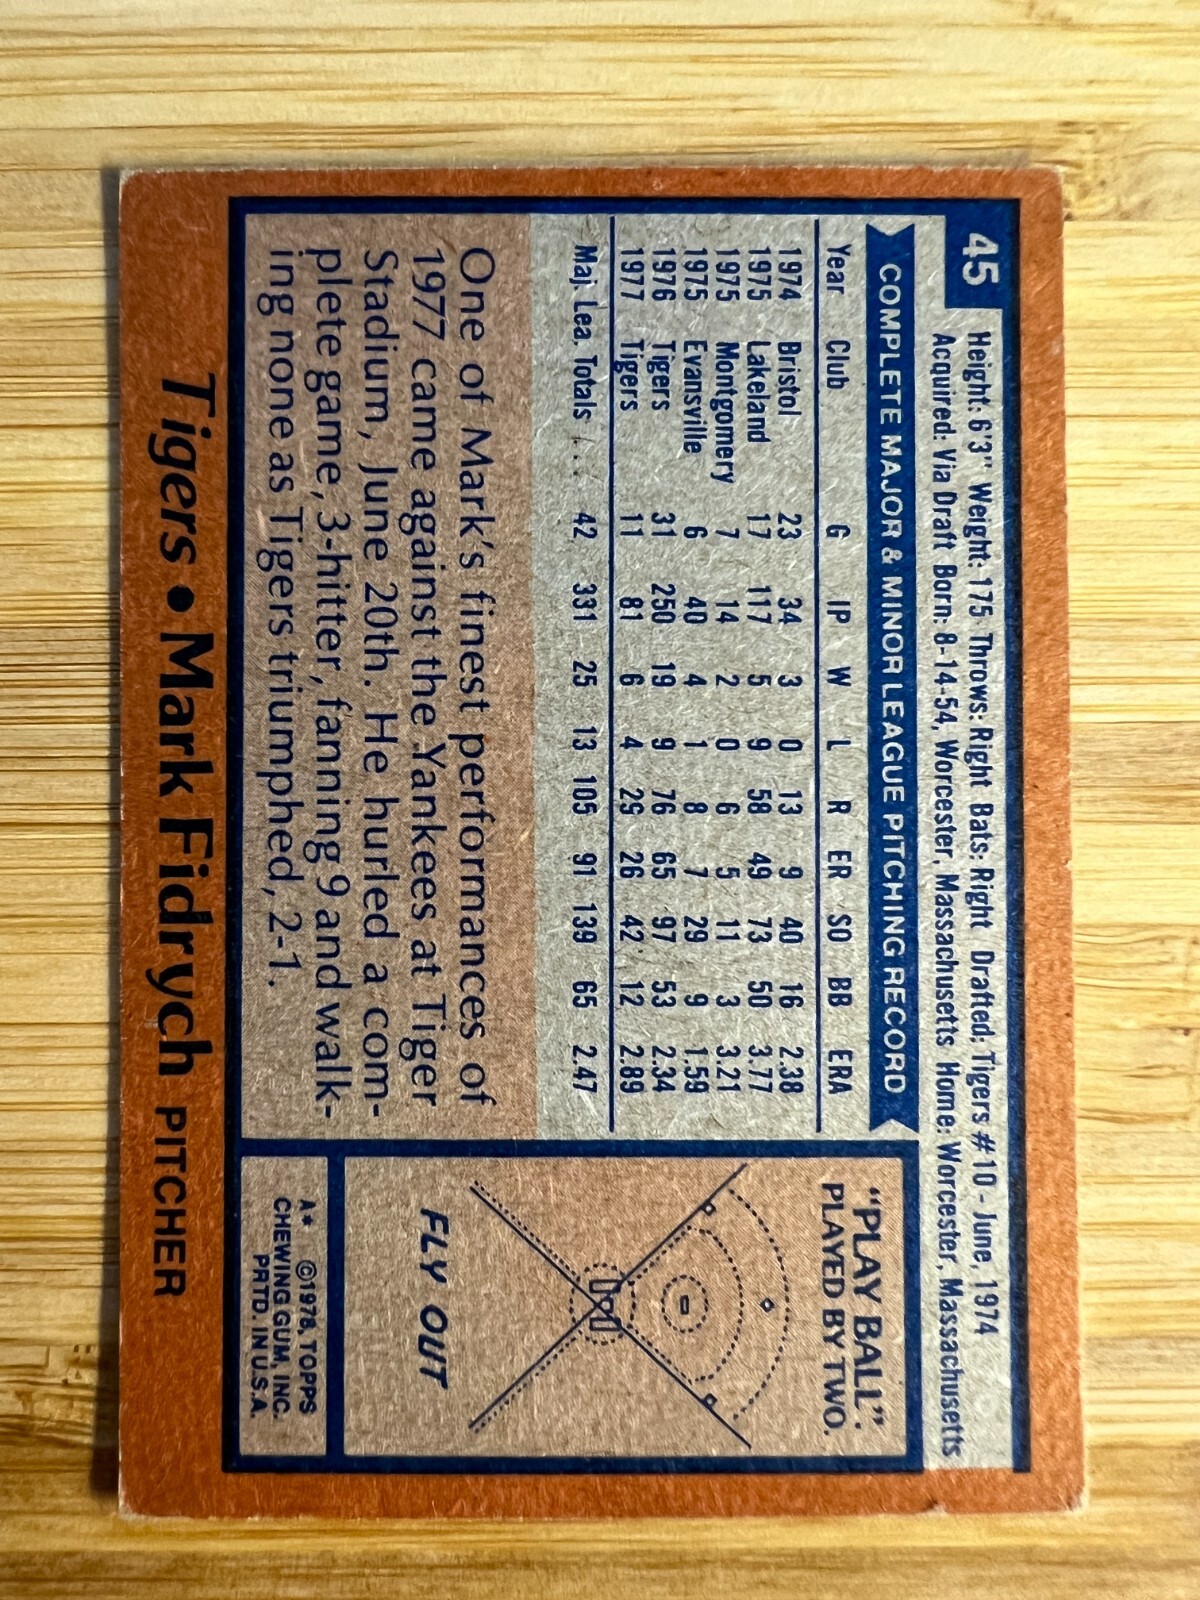 45
Height: 6'3" Weight: 175 Throws: Right Bats: Right Drafted: Tigers #10 - June, 1974
Acquired: Via Draft Born: 8-14-54, Worcester, Massachusetts Home: Worcester, Massachusetts
COMPLETE MAJOR & MINOR LEAGUE PITCHING RECORD
Year Club G IP W L R ER SO BB ERA
1974 Bristol 23 34 3 0 13 9 40 16 2.38
1975 Lakeland 17 117 5 9 58 49 73 50 3.77
1975 Montgomery 7 14 2 0 6 5 11 3 3.21
1975 Evansville 6 40 4 1 8 7 29 9 1.59
1976 Tigers 31 250 19 9 76 65 97 53 2.34
1977 Tigers 11 81 6 4 29 26 42 12 2.89
Maj. Lea. Totals . . . 42 331 25 13 105 91 139 65 2.47
One of Mark's finest performances of
1977 came against the Yankees at Tiger
Stadium, June 20th. He hurled a com-
plete game, 3-hitter, fanning 9 and walk-
ing none as Tigers triumphed, 2-1.
"PLAY BALL".
PLAYED BY TWO.
FLY OUT
A* ©1978, TOPPS
CHEWING GUM, INC.
PRTD. IN U.S.A.
Tigers • Mark Fidrych PITCHER